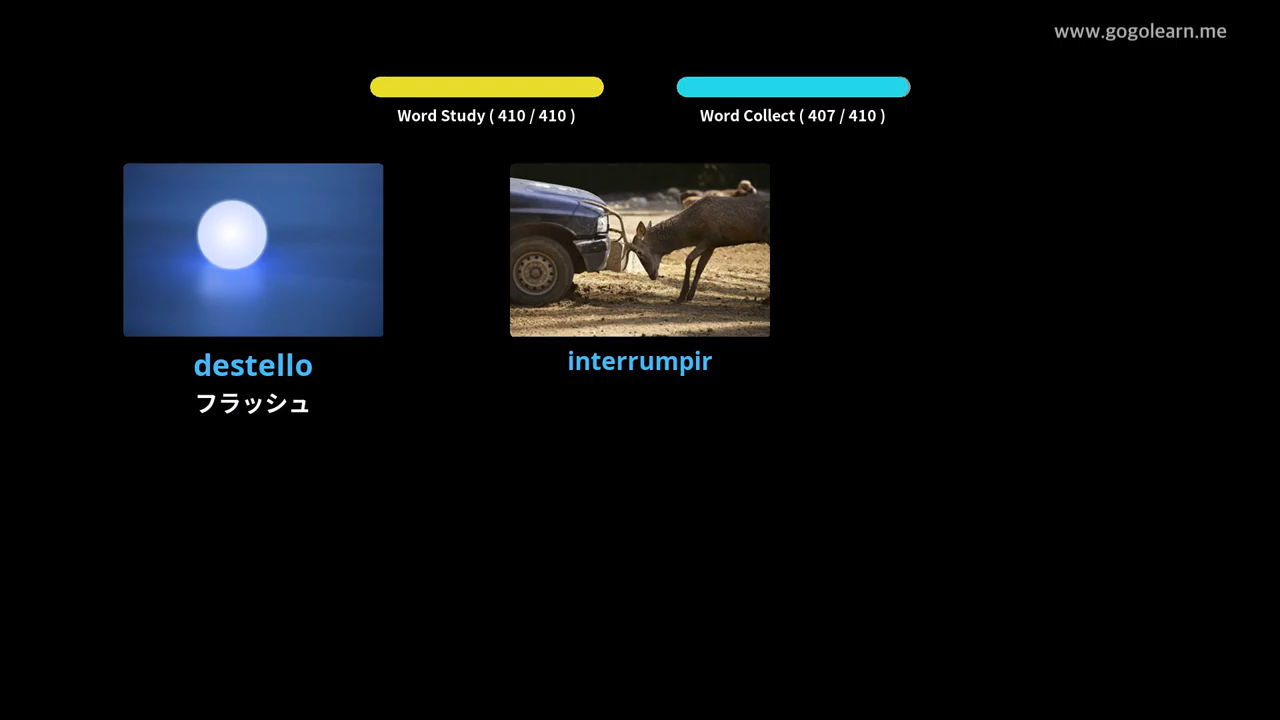 www.gogolearn.me
Word Study ( 410 / 410 )
Word Collect ( 407 / 410 )
destello
フラッシュ
interrumpir